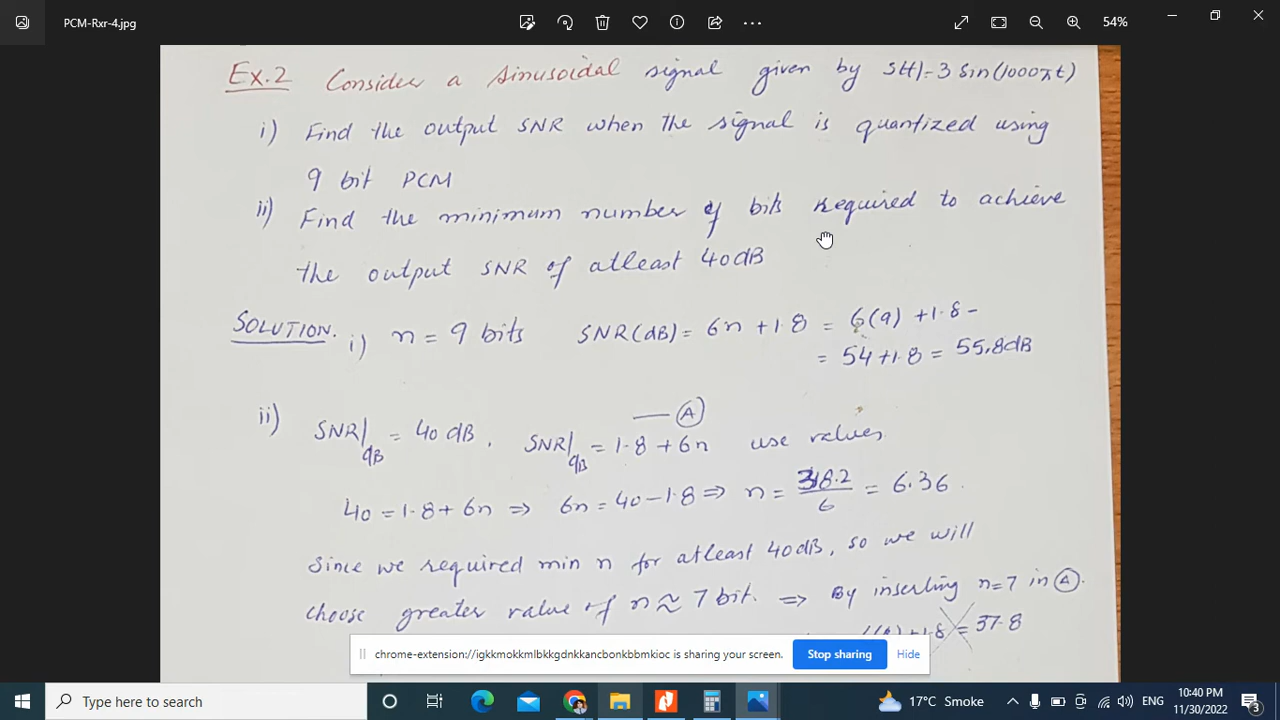 PCM-Rxr-4.jpg
54%
Ex.2 Consider a sinusoidal signal given by s(t)=3 sin(1000πt)
i) Find the output SNR when the signal is quantized using
9 bit PCM
ii) Find the minimum number of bits required to achieve
the output SNR of atleast 40dB
SOLUTION. i) n = 9 bits SNR(dB) = 6n + 1.8 = 6(9) + 1.8 -
= 54 + 1.8 = 55.8dB
— Ⓐ
ii) SNR|dB = 40 dB, SNR|dB = 1.8 + 6n use values
40 = 1.8 + 6n ⇒ 6n = 40 - 1.8 ⇒ n = 38.2/6 = 6.36
Since we required min n for atleast 40dB, so we will
choose greater value of n ≈ 7 bit. ⇒ By inserting n=7 in Ⓐ.
+1.8 = 37.8
chrome-extension://igkkmokkmlbkkgdnkkancbonkbbmkioc is sharing your screen.
Stop sharing
Hide
Type here to search
17°C Smoke
ENG
10:40 PM
11/30/2022
3